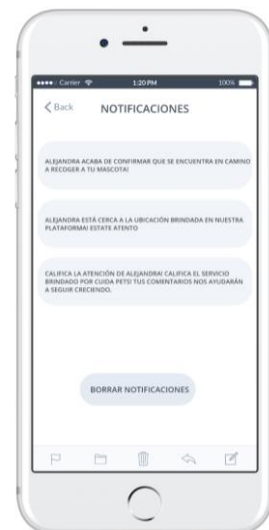 Carrier 1:20 PM 100%
Back NOTIFICACIONES
ALEJANDRA ACABA DE CONFIRMAR QUE SE ENCUENTRA EN CAMINO
A RECOGER A TU MASCOTA!
ALEJANDRA ESTÁ CERCA A LA UBICACIÓN BRINDADA EN NUESTRA
PLATAFORMA! ESTATE ATENTO
CALIFICA LA ATENCIÓN DE ALEJANDRA! CALIFICA EL SERVICIO
BRINDADO POR CUIDA PETS! TUS COMENTARIOS NOS AYUDARÁN
A SEGUIR CRECIENDO.
BORRAR NOTIFICACIONES